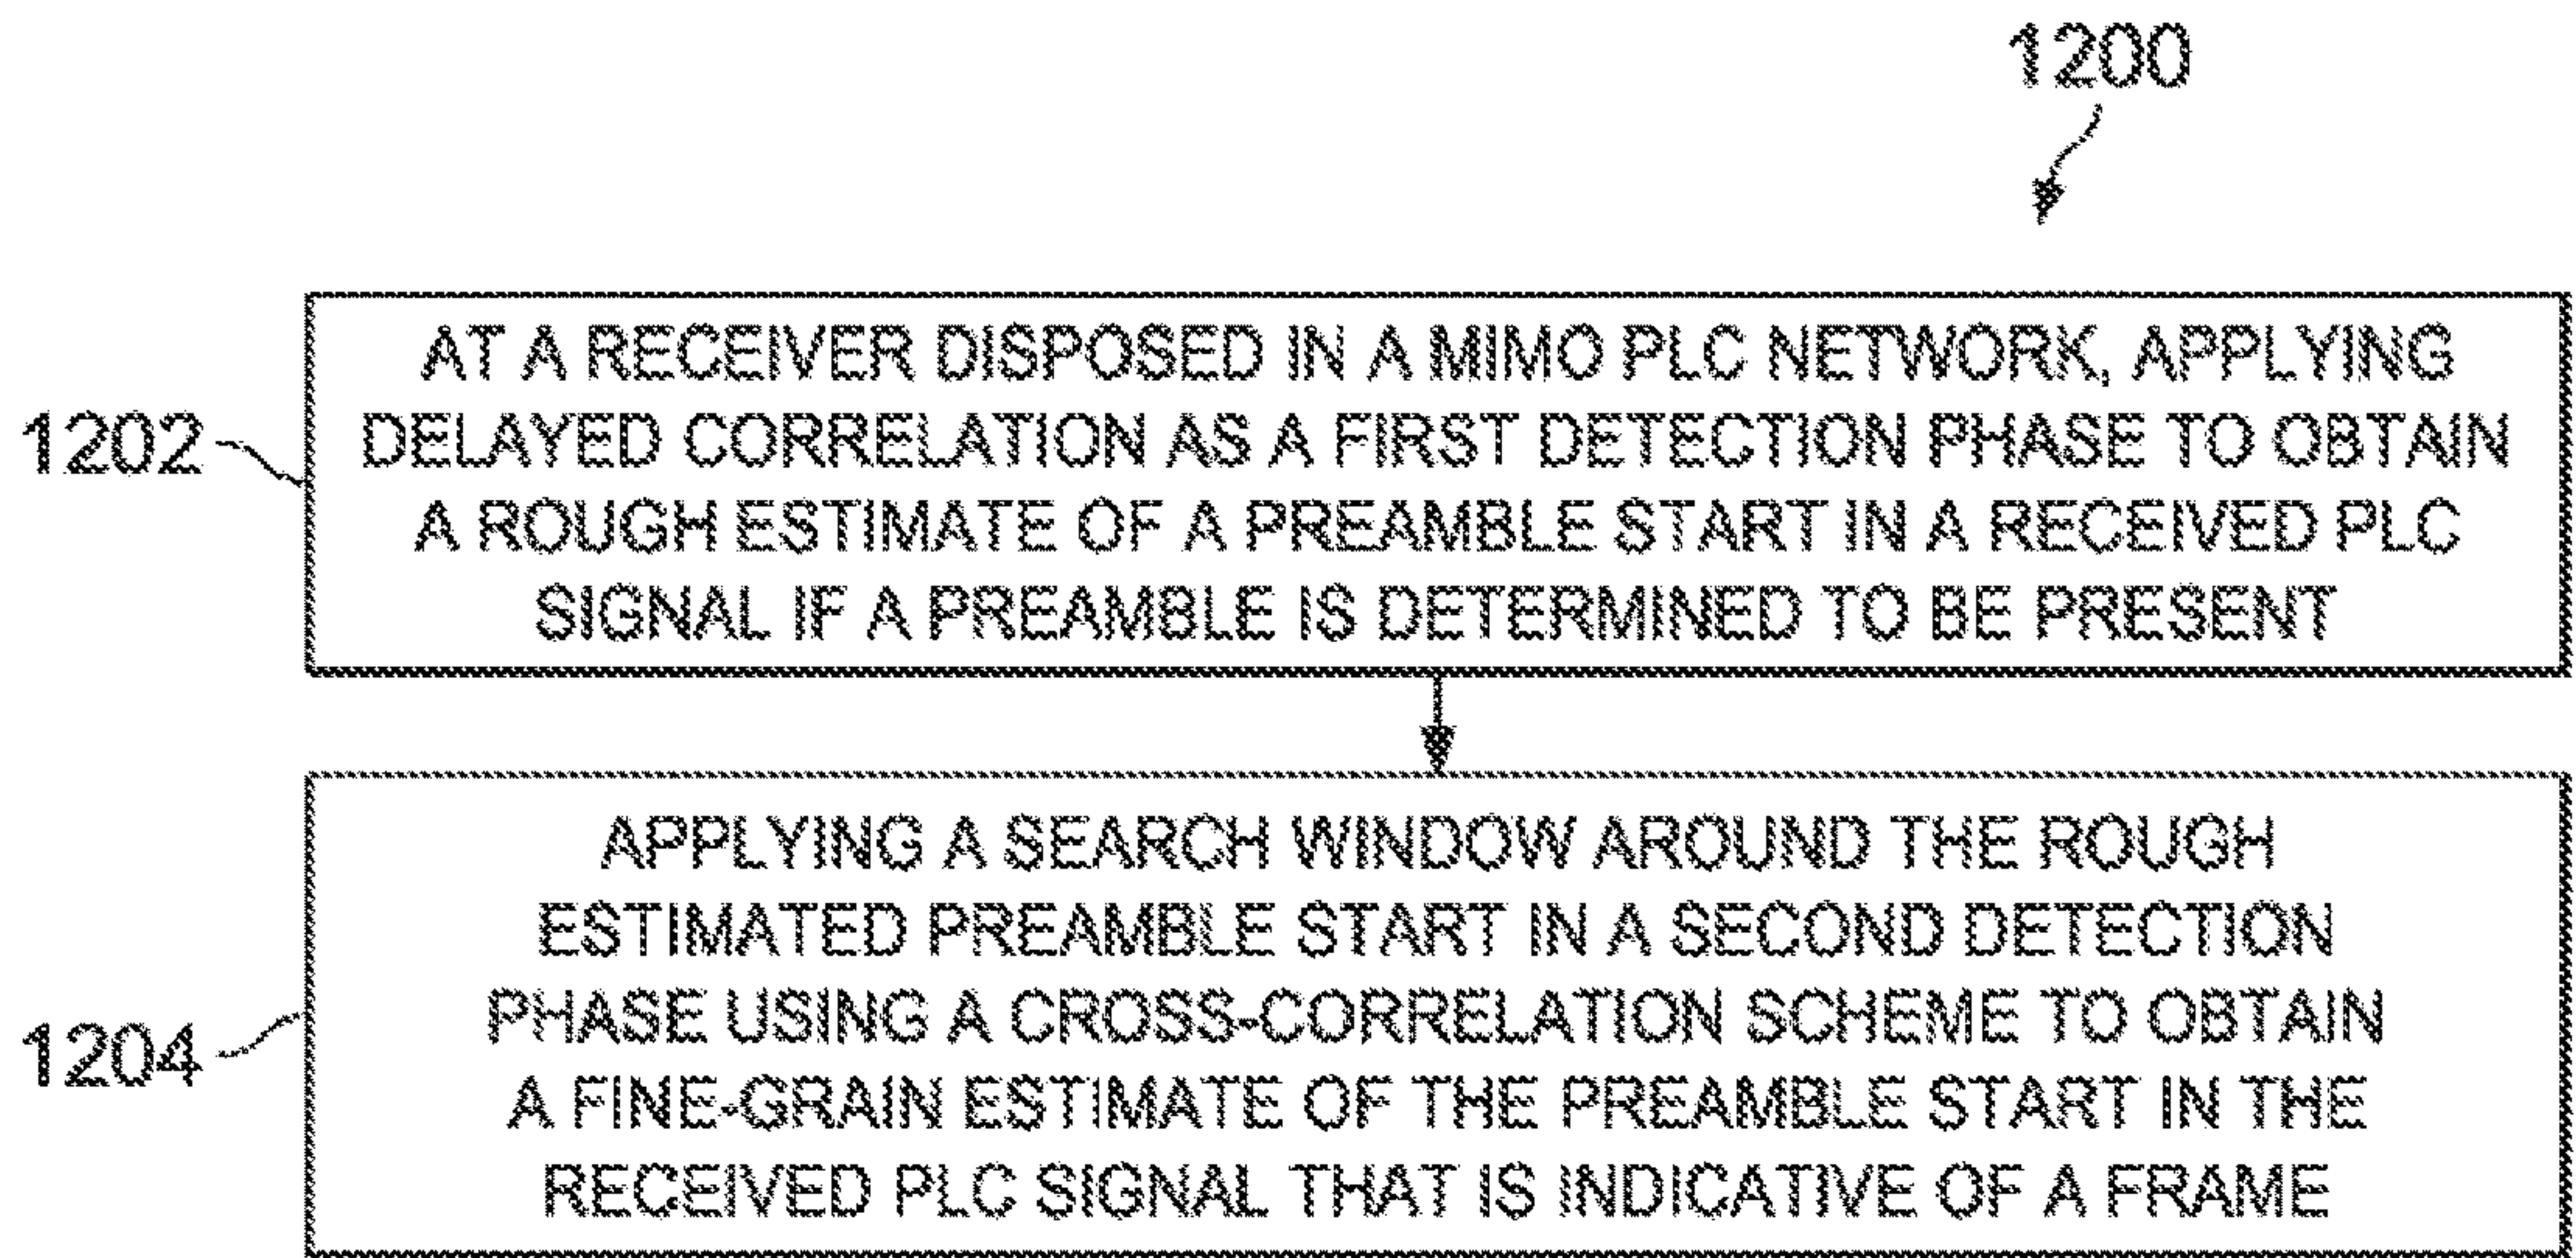 1200
1202
AT A RECEIVER DISPOSED IN A MIMO PLC NETWORK, APPLYING
DELAYED CORRELATION AS A FIRST DETECTION PHASE TO OBTAIN
A ROUGH ESTIMATE OF A PREAMBLE START IN A RECEIVED PLC
SIGNAL IF A PREAMBLE IS DETERMINED TO BE PRESENT
1204
APPLYING A SEARCH WINDOW AROUND THE ROUGH
ESTIMATED PREAMBLE START IN A SECOND DETECTION
PHASE USING A CROSS-CORRELATION SCHEME TO OBTAIN
A FINE-GRAIN ESTIMATE OF THE PREAMBLE START IN THE
RECEIVED PLC SIGNAL THAT IS INDICATIVE OF A FRAME